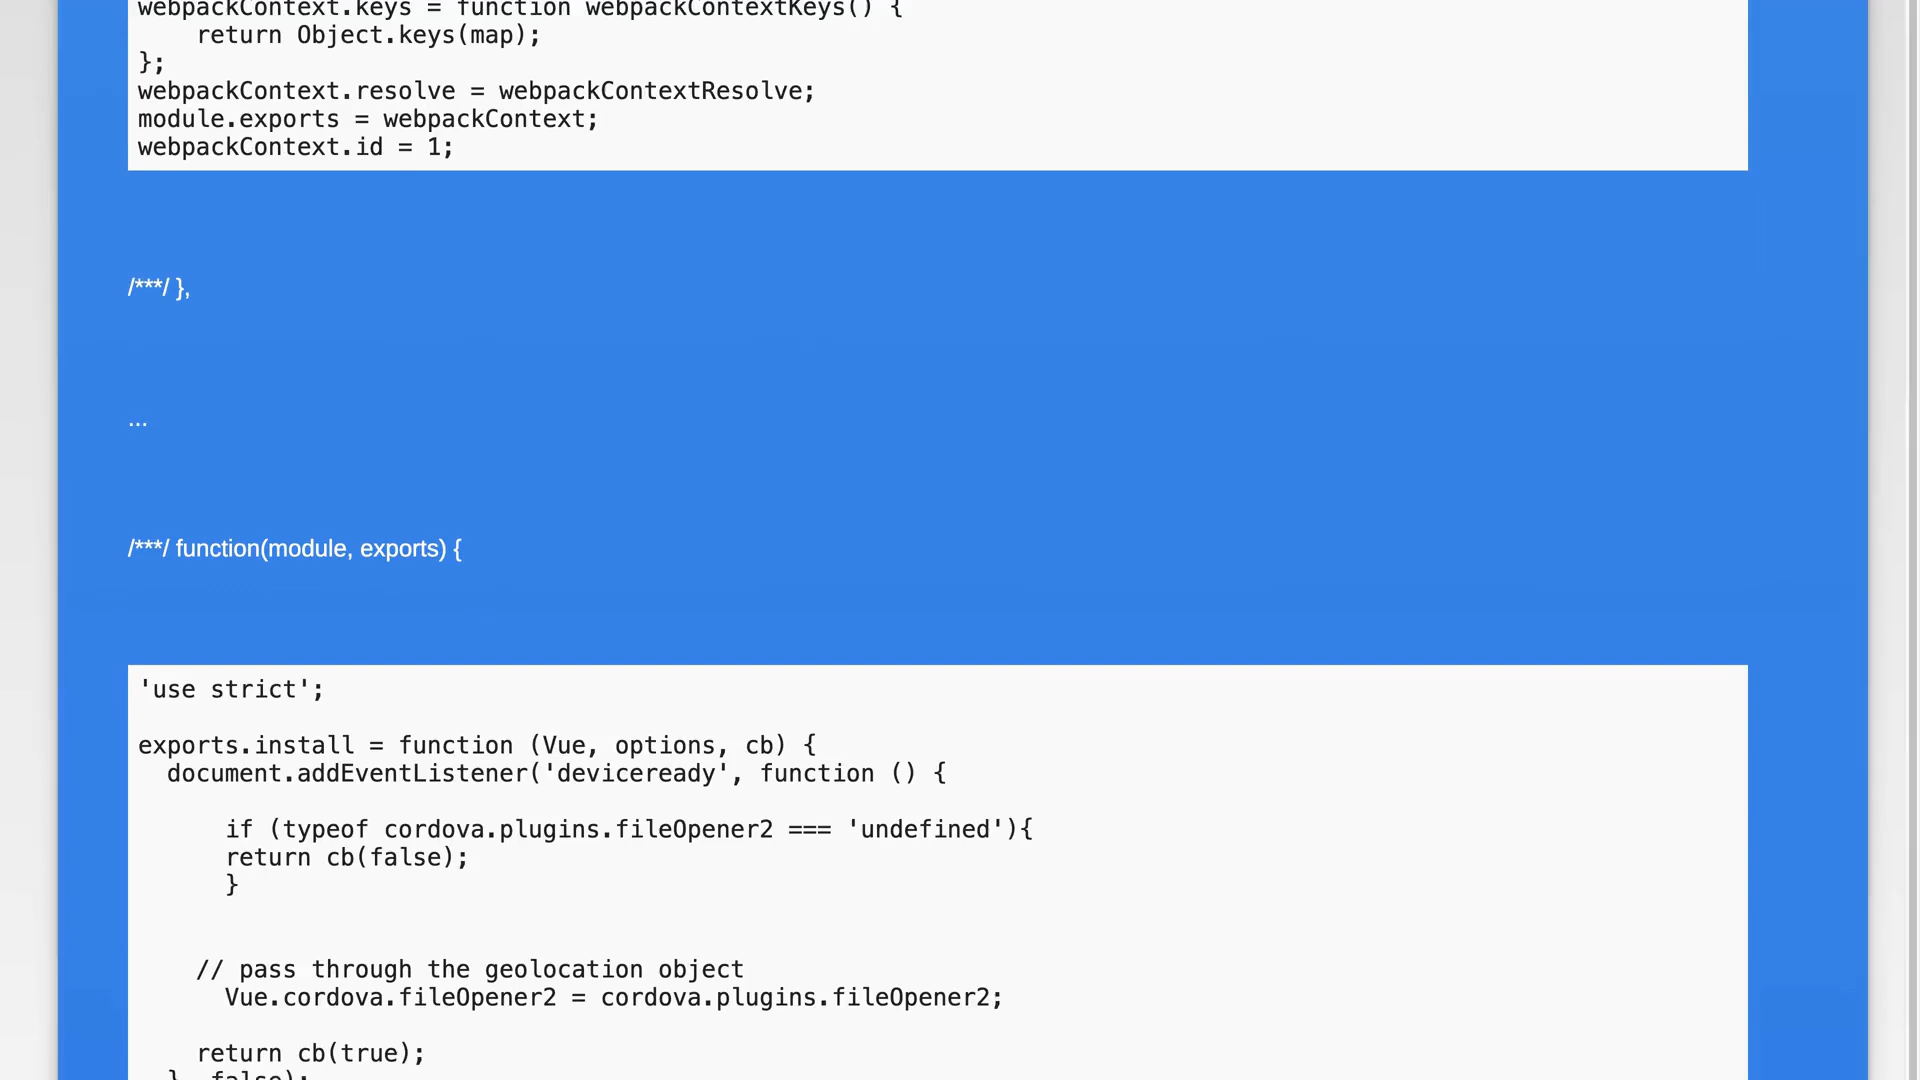 webpackContext.keys = function webpackContextKeys() {
    return Object.keys(map);
};
webpackContext.resolve = webpackContextResolve;
module.exports = webpackContext;
webpackContext.id = 1;
/***/ },
...
/***/ function(module, exports) {
'use strict';
exports.install = function (Vue, options, cb) {
  document.addEventListener('deviceready', function () {
      if (typeof cordova.plugins.fileOpener2 === 'undefined'){
      return cb(false);
      }
    // pass through the geolocation object
      Vue.cordova.fileOpener2 = cordova.plugins.fileOpener2;
    return cb(true);
  }, false);